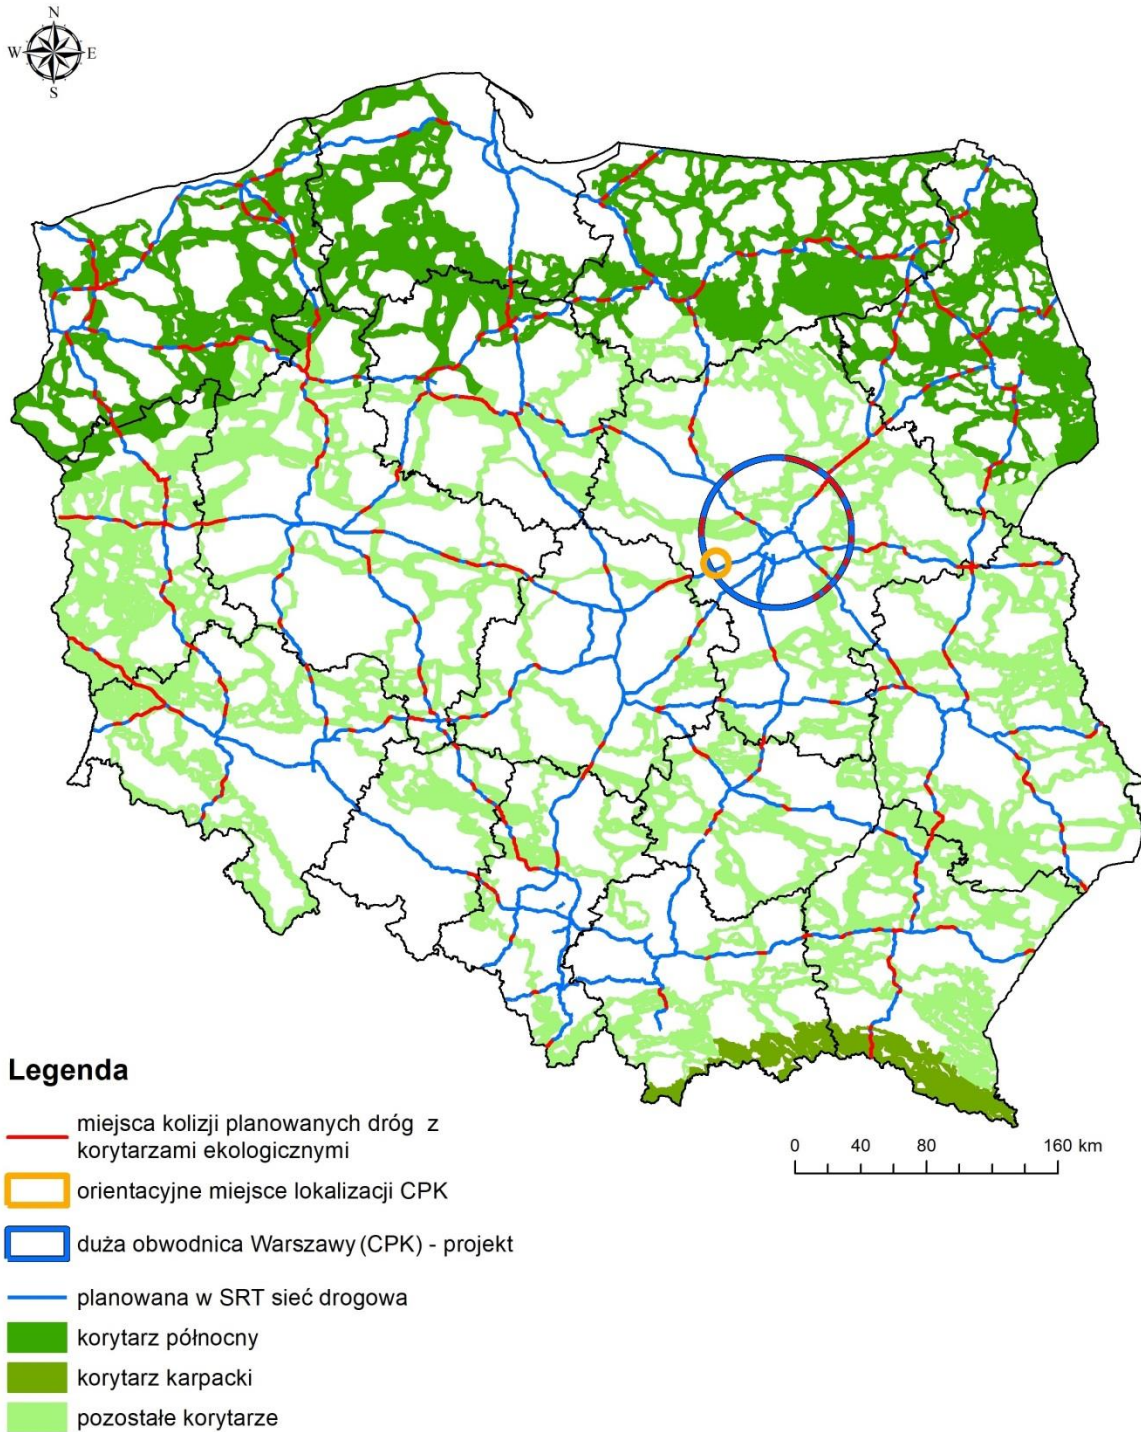 N
W E
S
Legenda
miejsca kolizji planowanych dróg z
korytarzami ekologicznymi
orientacyjne miejsce lokalizacji CPK
duża obwodnica Warszawy (CPK) - projekt
planowana w SRT sieć drogowa
korytarz północny
korytarz karpacki
pozostałe korytarze
0 40 80 160 km